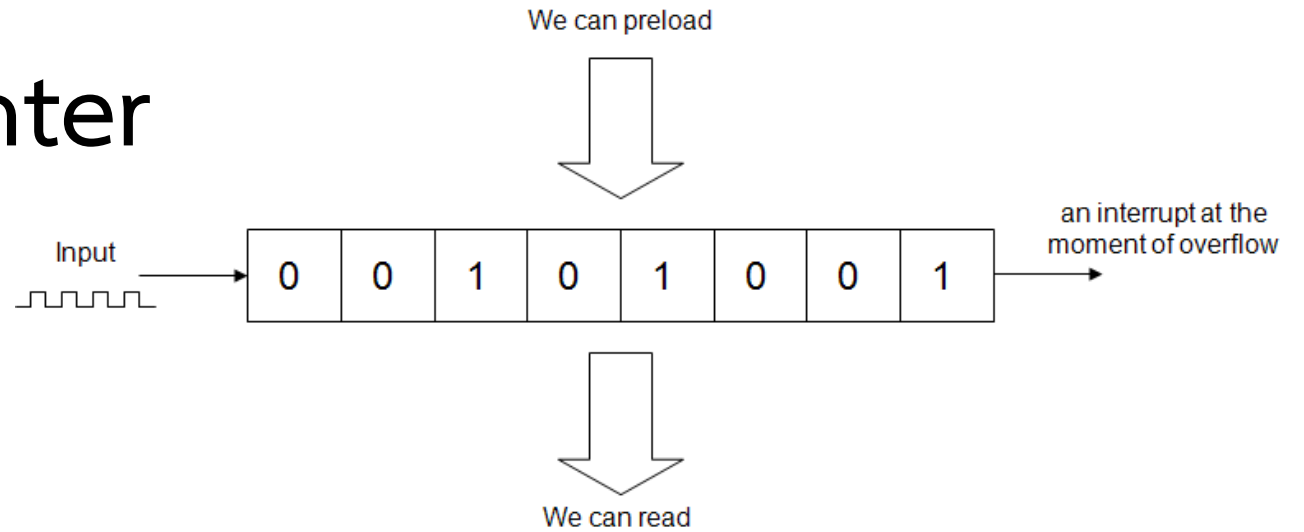 We can preload
nter
an interrupt at the
moment of overflow
Input
0 0 1 0 1 0 0 1
We can read